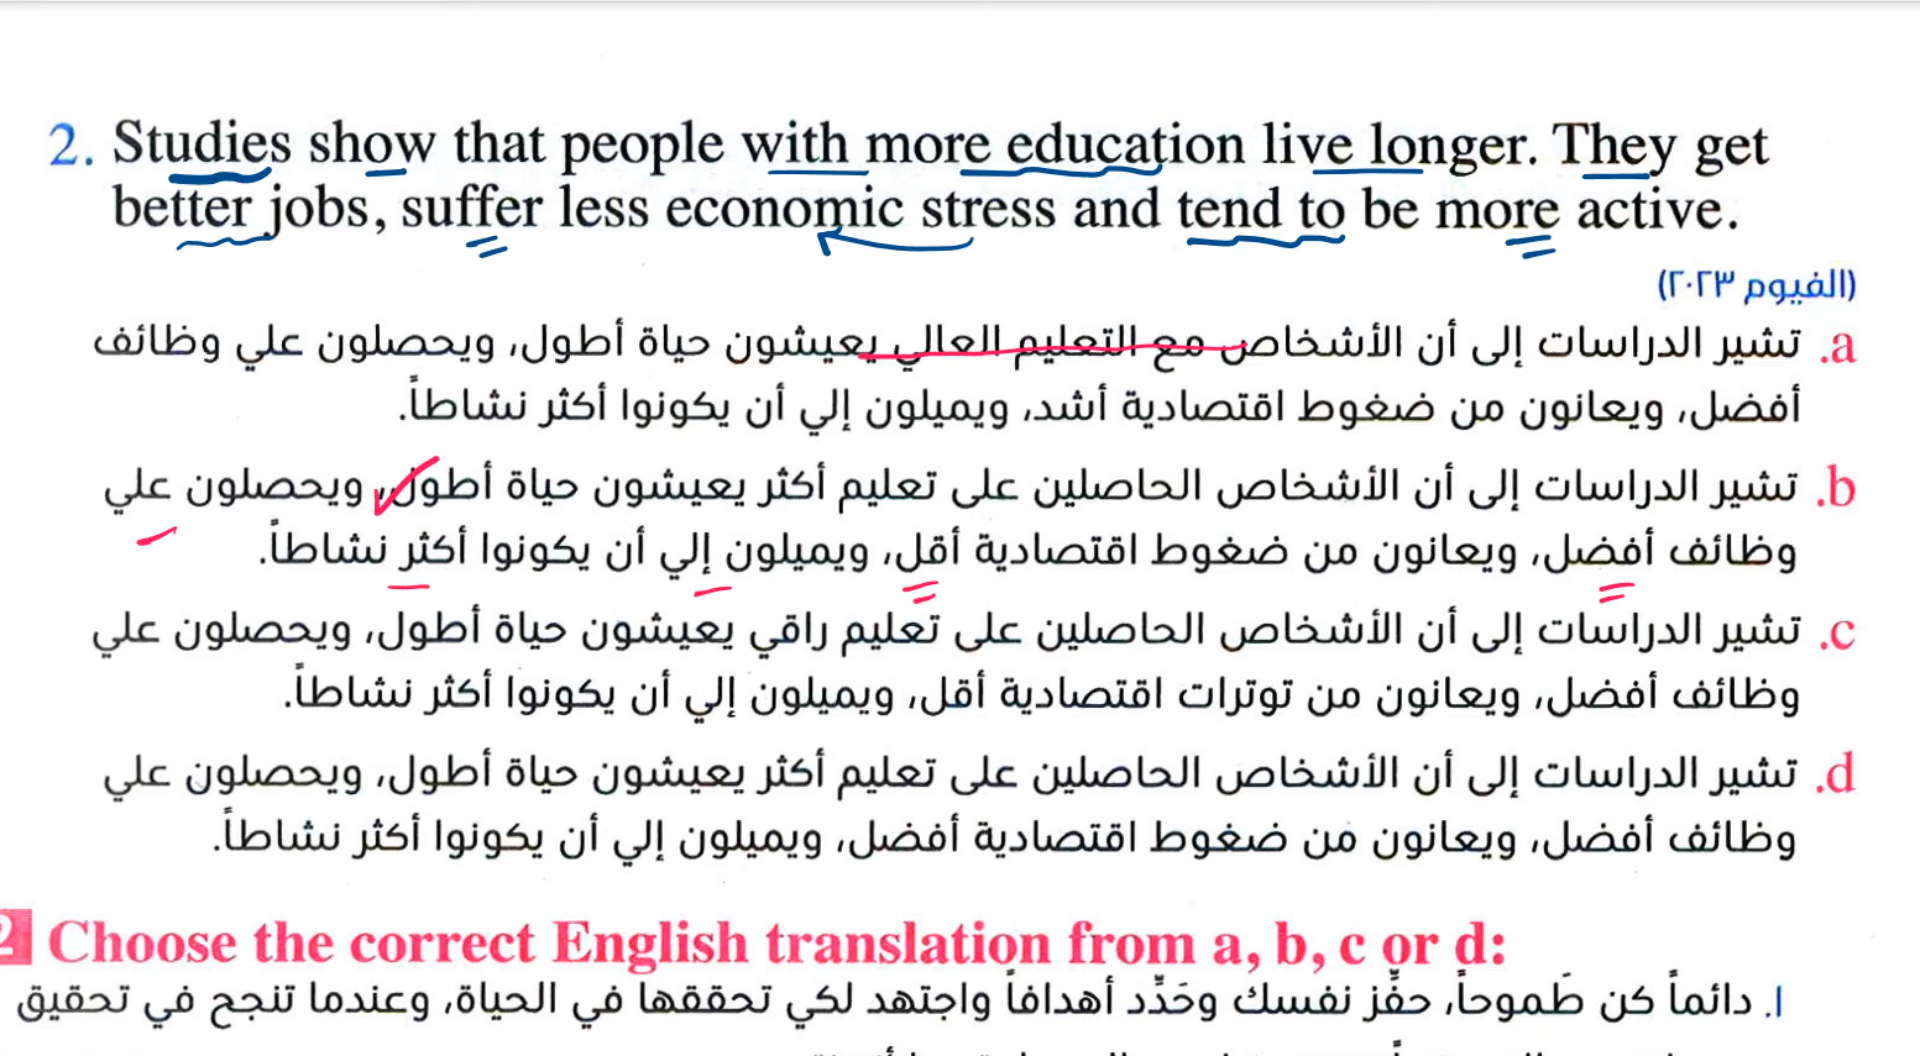 2. Studies show that people with more education live longer. They get
better jobs, suffer less economic stress and tend to be more active.
(الفيوم ٢٠٢٣)
a. تشير الدراسات إلى أن الأشخاص مع التعليم العالي يعيشون حياة أطول، ويحصلون علي وظائف
أفضل، ويعانون من ضغوط اقتصادية أشد، ويميلون إلي أن يكونوا أكثر نشاطاً.
b. تشير الدراسات إلى أن الأشخاص الحاصلين على تعليم أكثر يعيشون حياة أطول، ويحصلون علي
وظائف أفضل، ويعانون من ضغوط اقتصادية أقل، ويميلون إلي أن يكونوا أكثر نشاطاً.
c. تشير الدراسات إلى أن الأشخاص الحاصلين على تعليم راقي يعيشون حياة أطول، ويحصلون علي
وظائف أفضل، ويعانون من توترات اقتصادية أقل، ويميلون إلي أن يكونوا أكثر نشاطاً.
d. تشير الدراسات إلى أن الأشخاص الحاصلين على تعليم أكثر يعيشون حياة أطول، ويحصلون علي
وظائف أفضل، ويعانون من ضغوط اقتصادية أفضل، ويميلون إلي أن يكونوا أكثر نشاطاً.
2 Choose the correct English translation from a, b, c or d:
١. دائماً كن طَموحاً، حفِّز نفسك وحَدِّد أهدافاً واجتهد لكي تحققها في الحياة، وعندما تنجح في تحقيق